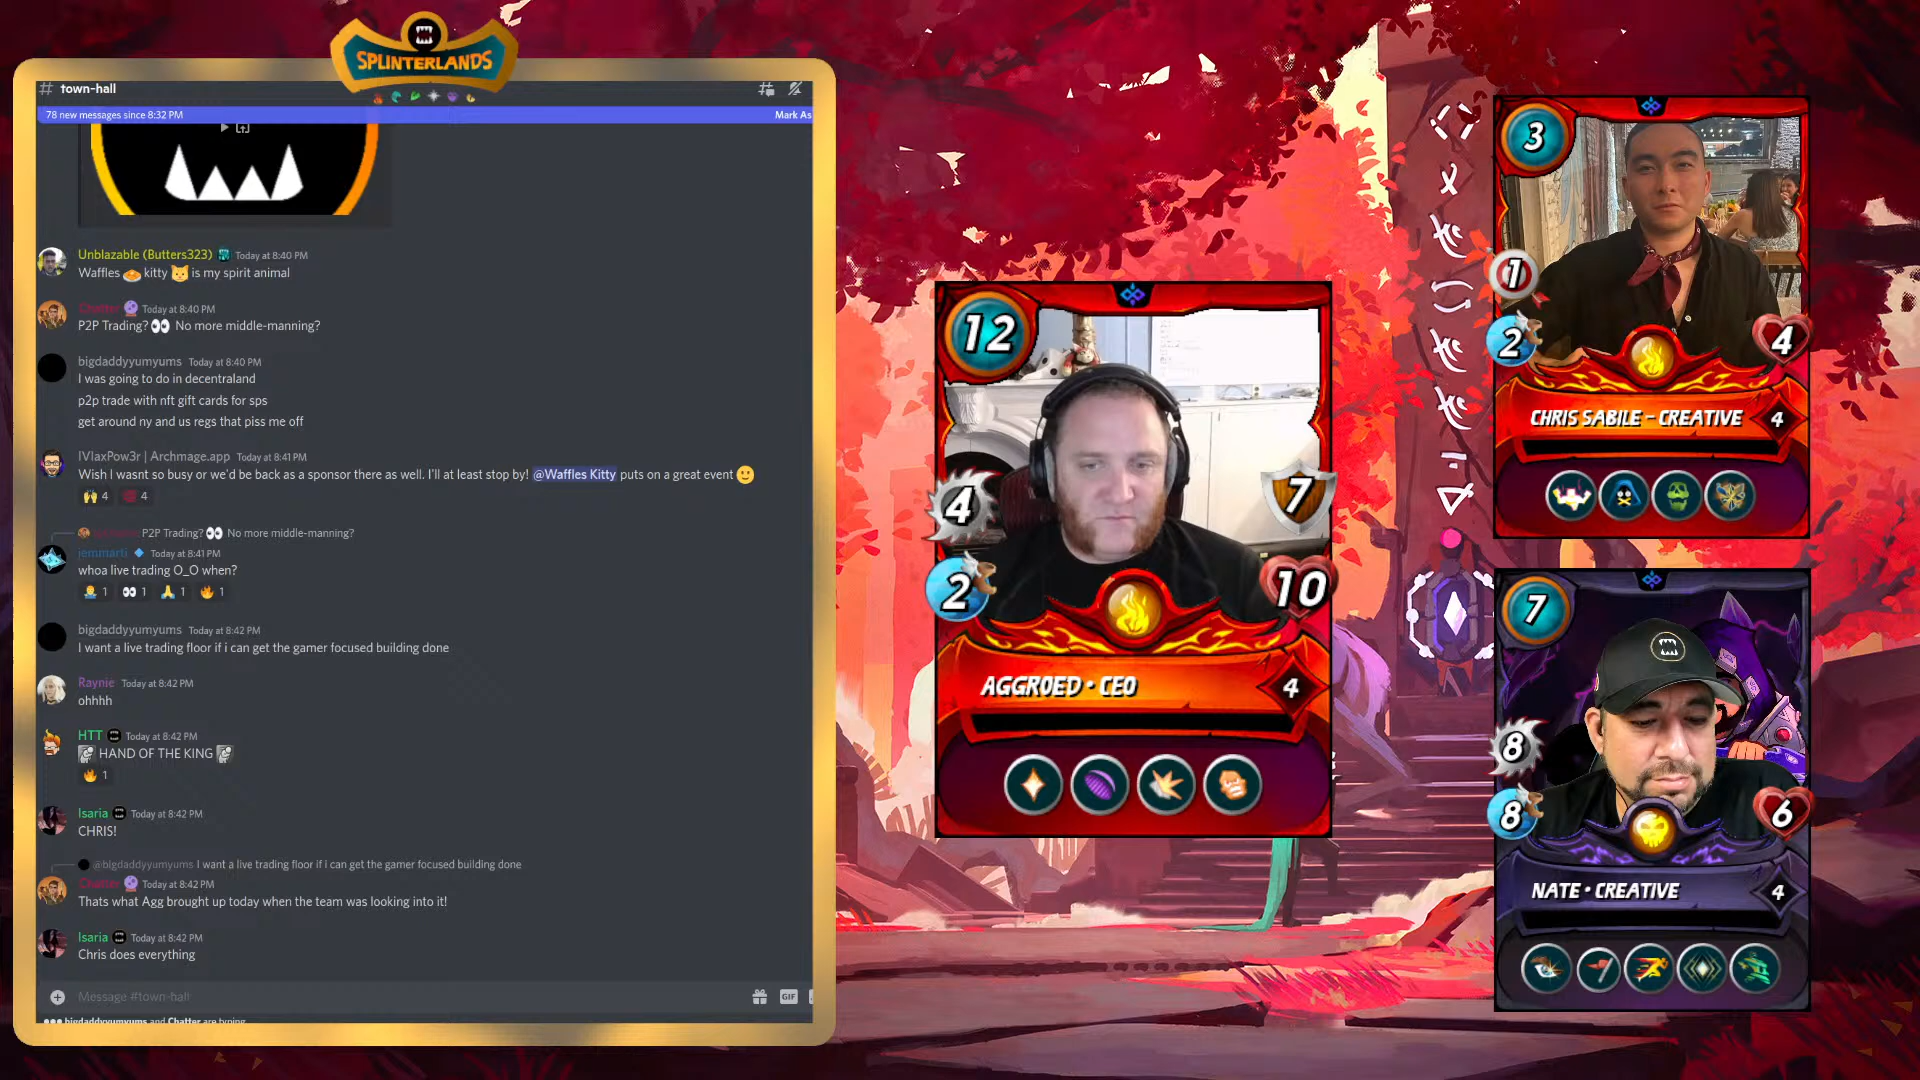 SPLINTERLANDS
# town-hall
78 new messages since 8:32 PM Mark As
Unblazable (Butters323) Today at 8:40 PM
Waffles 🧇 kitty 🐱 is my spirit animal
Chatter Today at 8:40 PM
P2P Trading? 👀 No more middle-manning?
bigdaddyyumyums Today at 8:40 PM
I was going to do in decentraland
p2p trade with nft gift cards for sps
get around ny and us regs that piss me off
IVIaxPow3r | Archmage.app Today at 8:41 PM
Wish I wasnt so busy or we'd be back as a sponsor there as well. I'll at least stop by! @Waffles Kitty puts on a great event 🙂
4 4
P2P Trading? 👀 No more middle-manning?
jemmarti Today at 8:41 PM
whoa live trading O_O when?
1 1 1 1
bigdaddyyumyums Today at 8:42 PM
I want a live trading floor if i can get the gamer focused building done
Raynie Today at 8:42 PM
ohhhh
HTT Today at 8:42 PM
HAND OF THE KING
1
Isaria Today at 8:42 PM
CHRIS!
@bigdaddyyumyums I want a live trading floor if i can get the gamer focused building done
Chatter Today at 8:42 PM
Thats what Agg brought up today when the team was looking into it!
Isaria Today at 8:42 PM
Chris does everything
Message #town-hall
GIF
bigdaddyyumyums and Chatter are typing
12
4
7
2
10
AGGROED • CEO
4
3
1
2
4
CHRIS SABILE - CREATIVE
4
7
8
8
6
NATE • CREATIVE
4